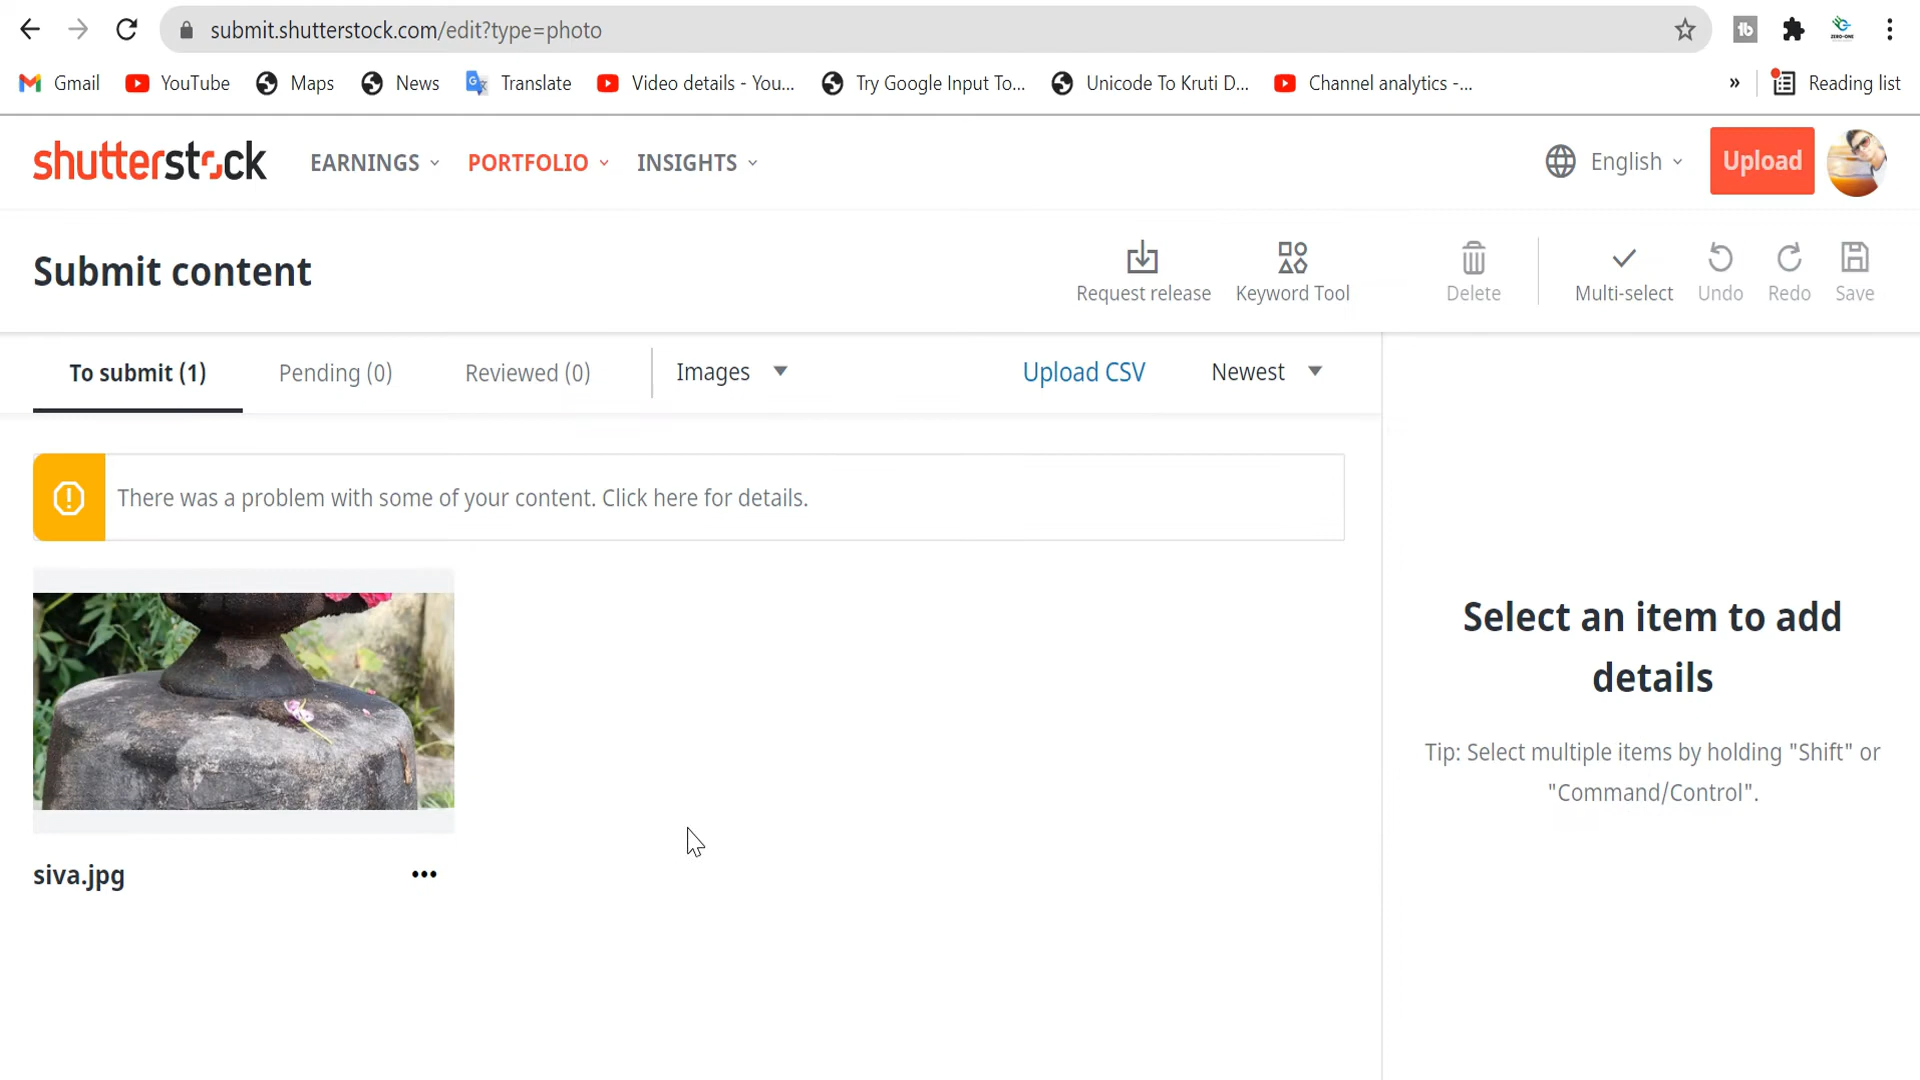 submit.shutterstock.com/edit?type=photo
Gmail YouTube Maps News Translate Video details - You... Try Google Input To... Unicode To Kruti D... Channel analytics -... » Reading list
shutterstock EARNINGS PORTFOLIO INSIGHTS English Upload
Submit content
Request release Keyword Tool Delete Multi-select Undo Redo Save
To submit (1) Pending (0) Reviewed (0) Images Upload CSV Newest
There was a problem with some of your content. Click here for details.
Select an item to add
details
Tip: Select multiple items by holding "Shift" or
"Command/Control".
siva.jpg